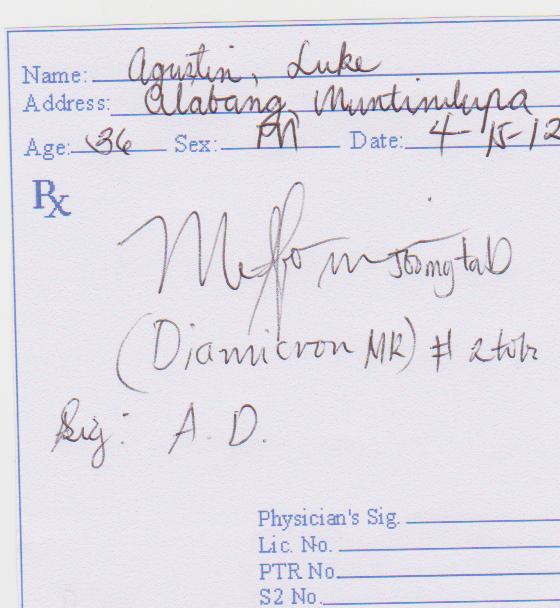 Name: Agustin, Luke
Address: Alabang, Muntinlupa
Age: 36 Sex: M Date: 4-15-12
Rx
Metformin 500mg tab
(Diamicron MR) # 2 tab
Sig: A. D.
Physician's Sig.
Lic. No.
PTR No.
S2 No.